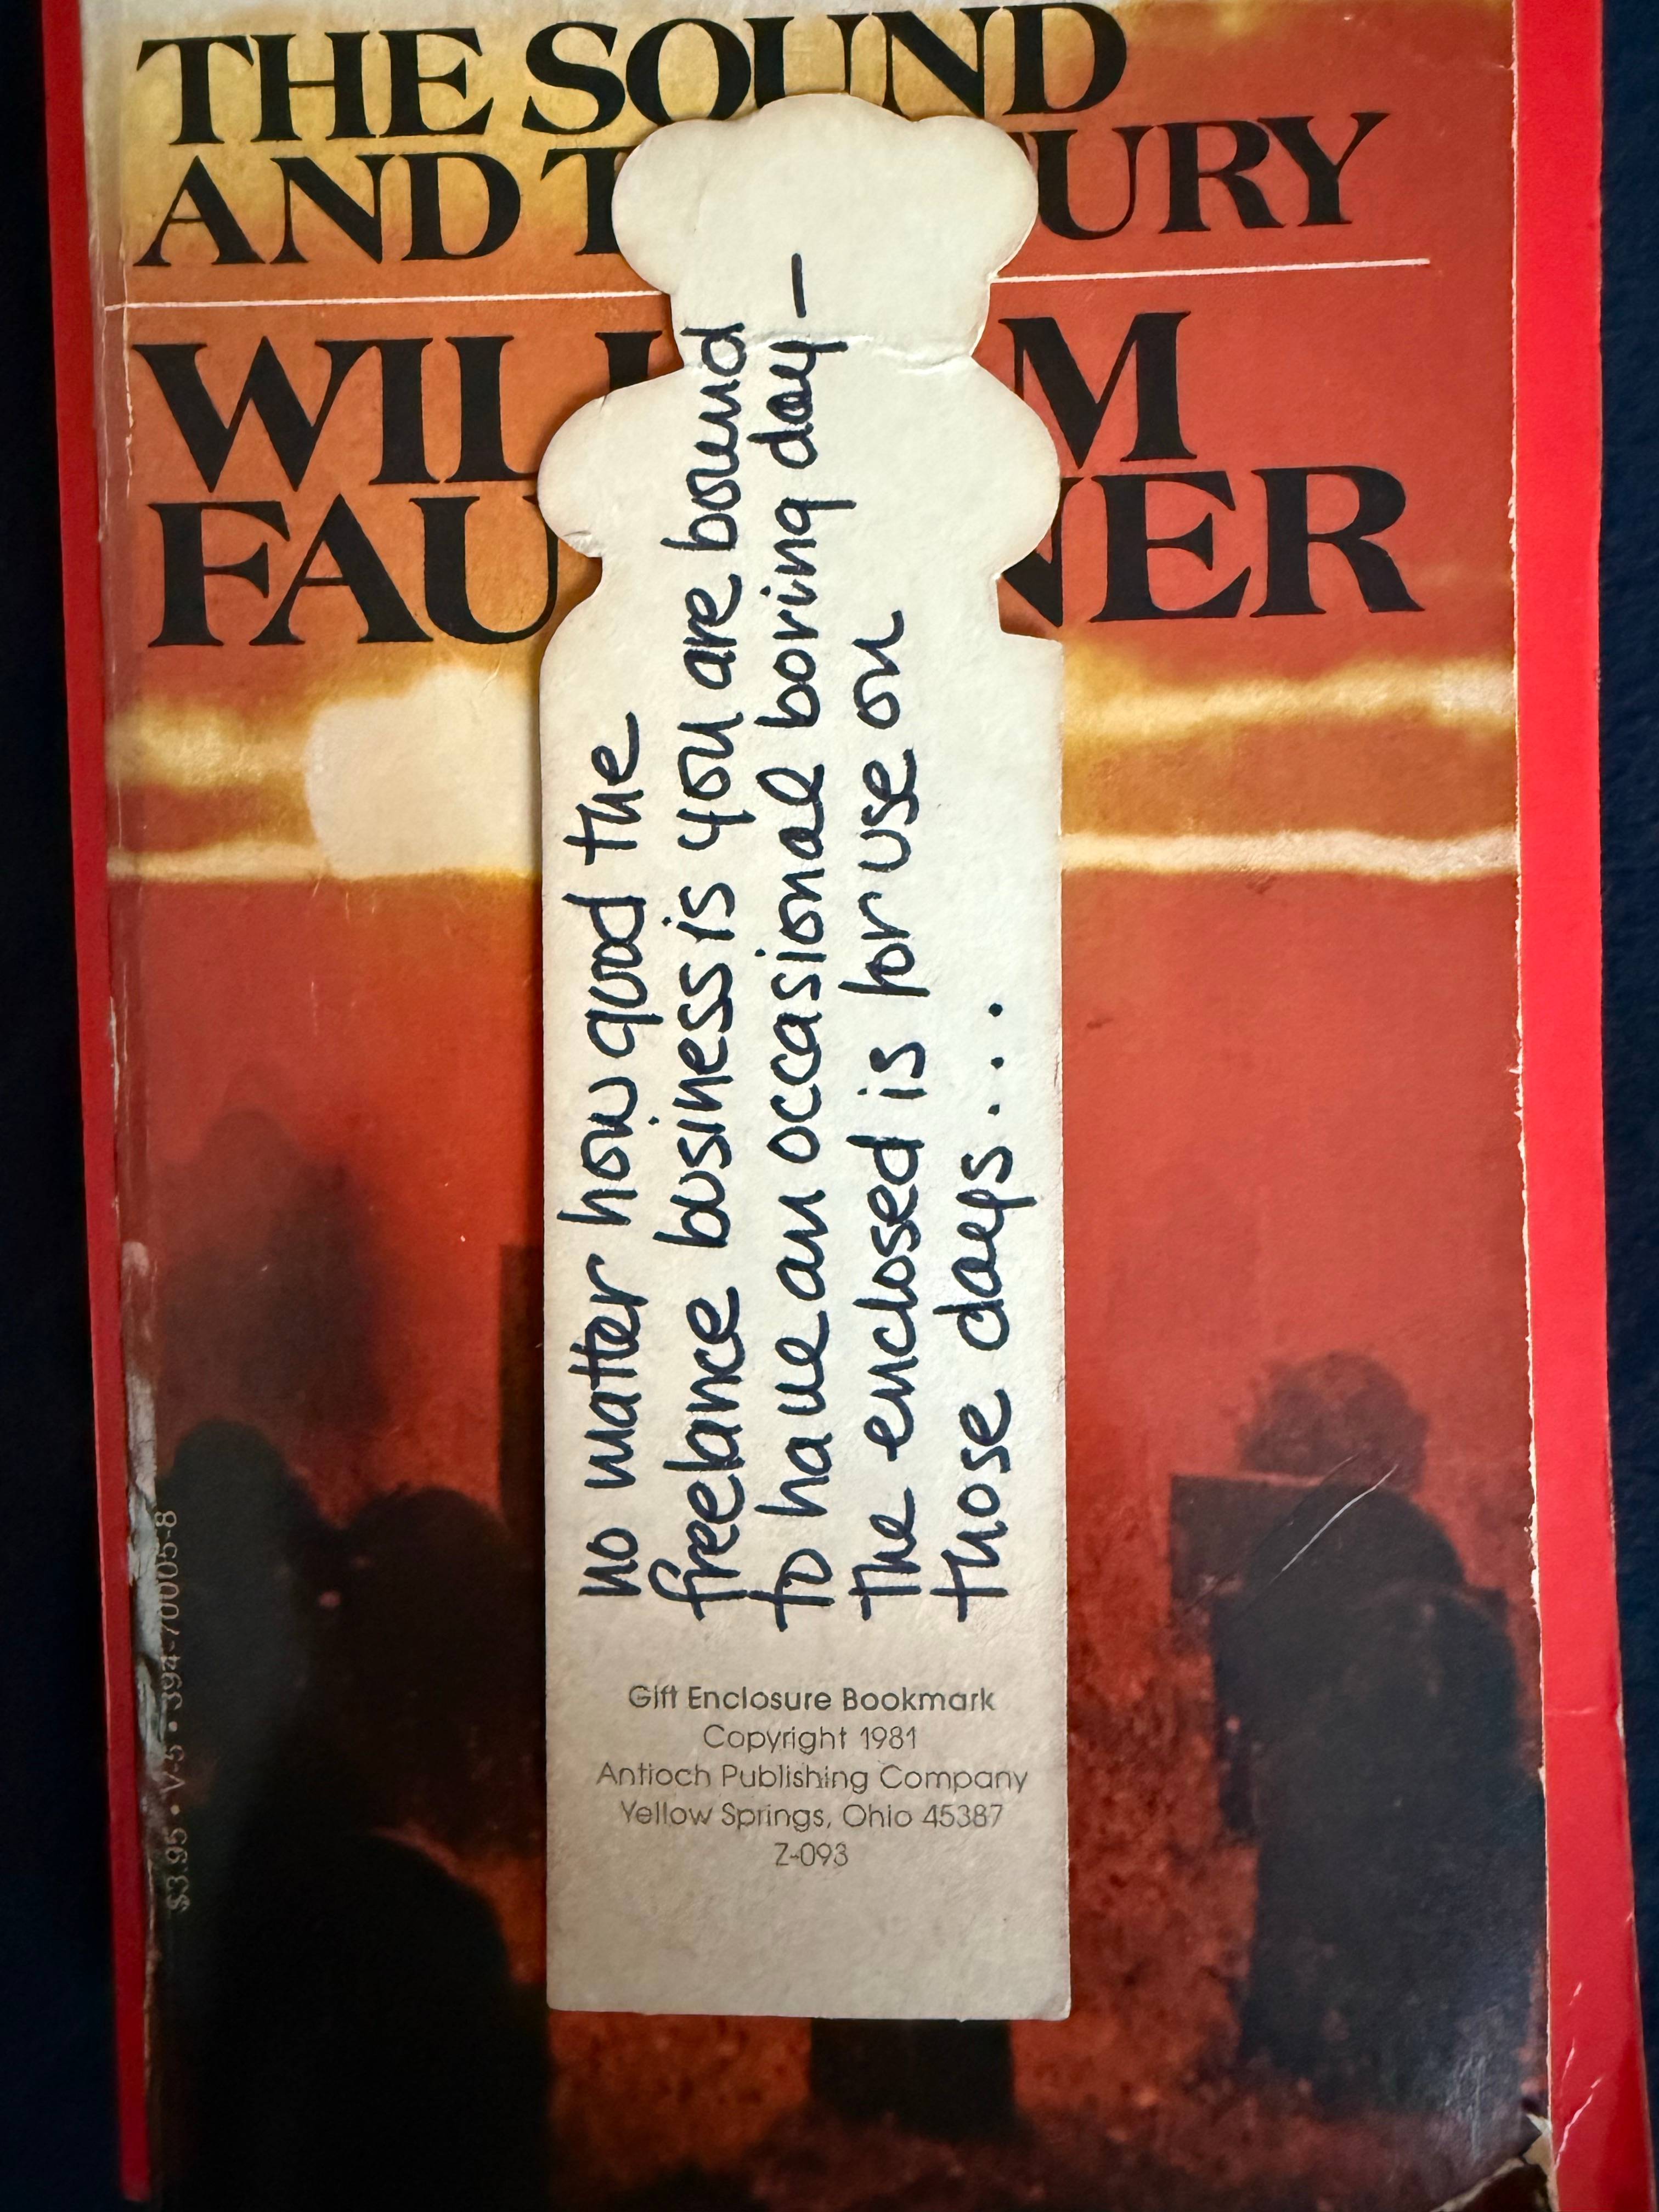 THE SOUND
AND T URY
WILL M
FAU NER
no matter how good the
freelance business is you are bound
to have an occasional boring day —
the enclosed is for use on
those days....
Gift Enclosure Bookmark
Copyright 1981
Antioch Publishing Company
Yellow Springs, Ohio 45387
Z-093
$3.95 • V-5 • 394-70005-8